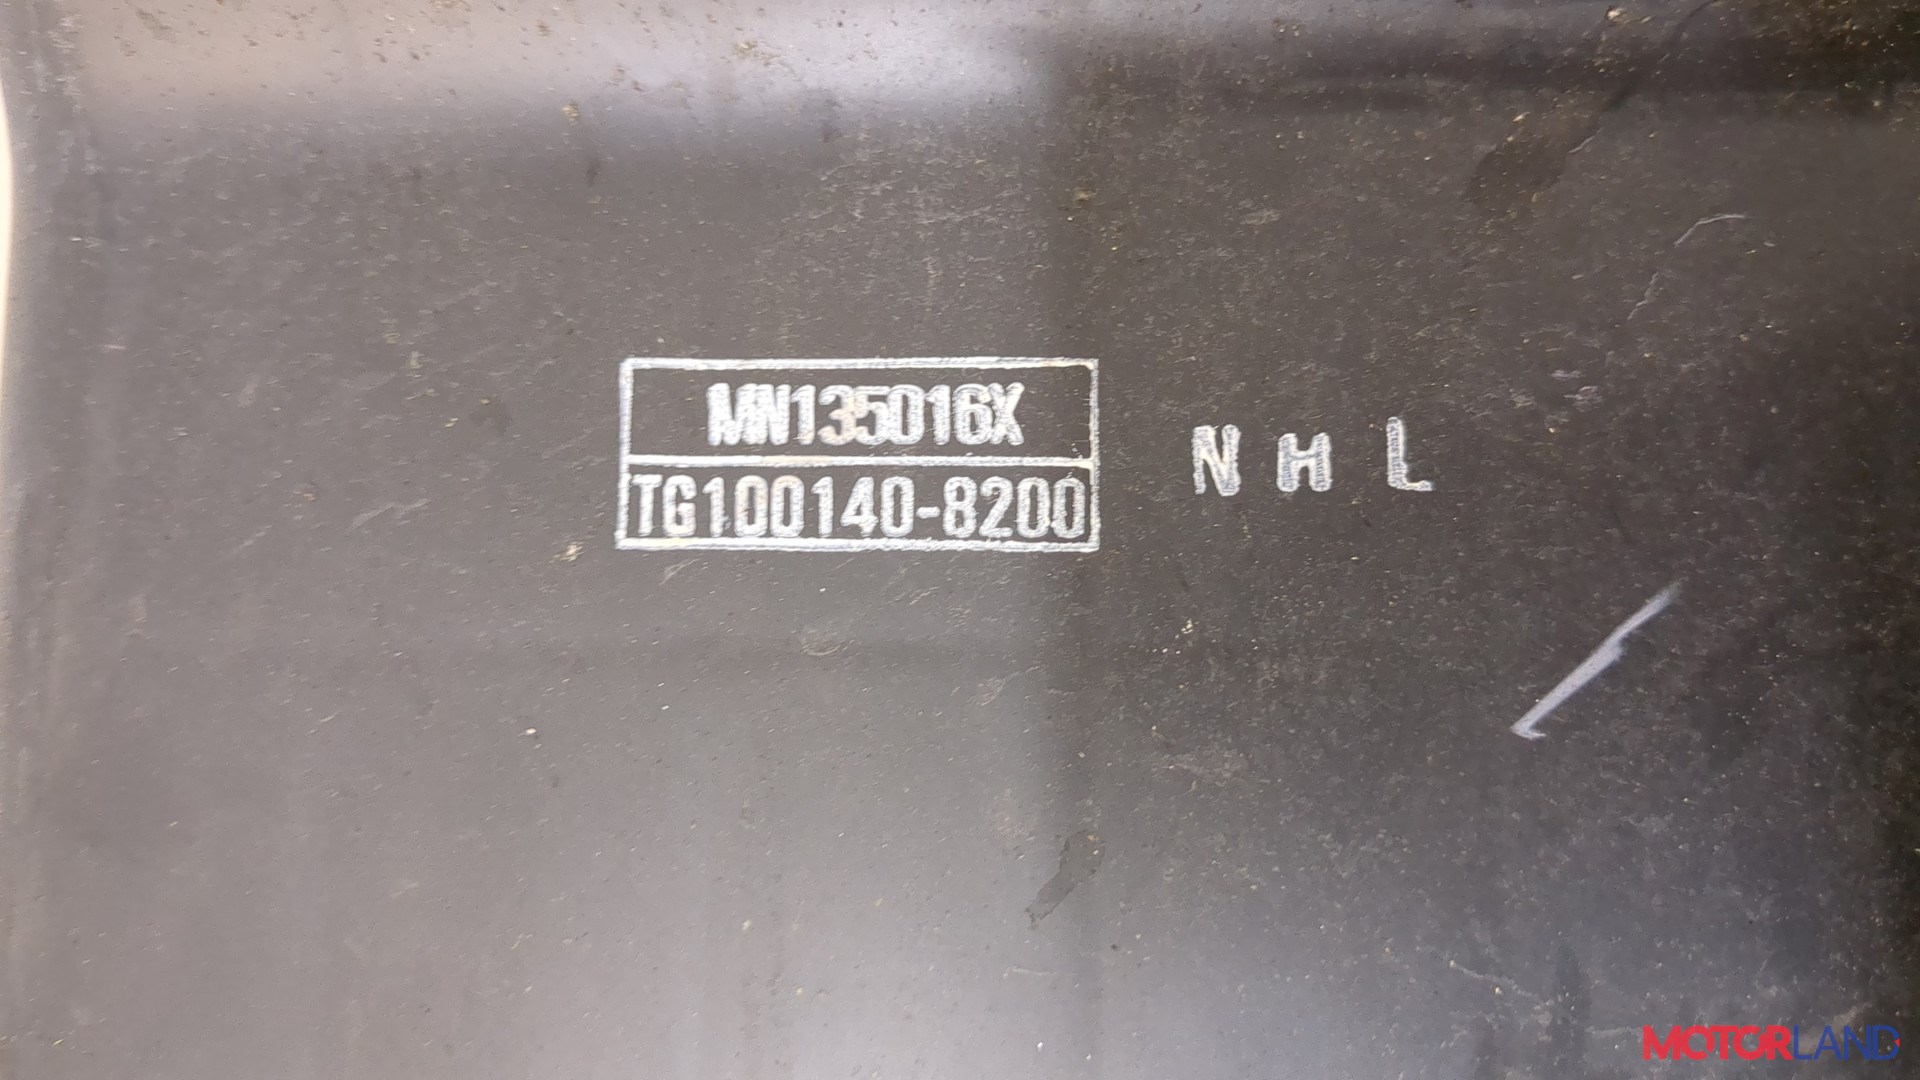 MN135016X
TG100140-8200
N H L
MOTORLAND